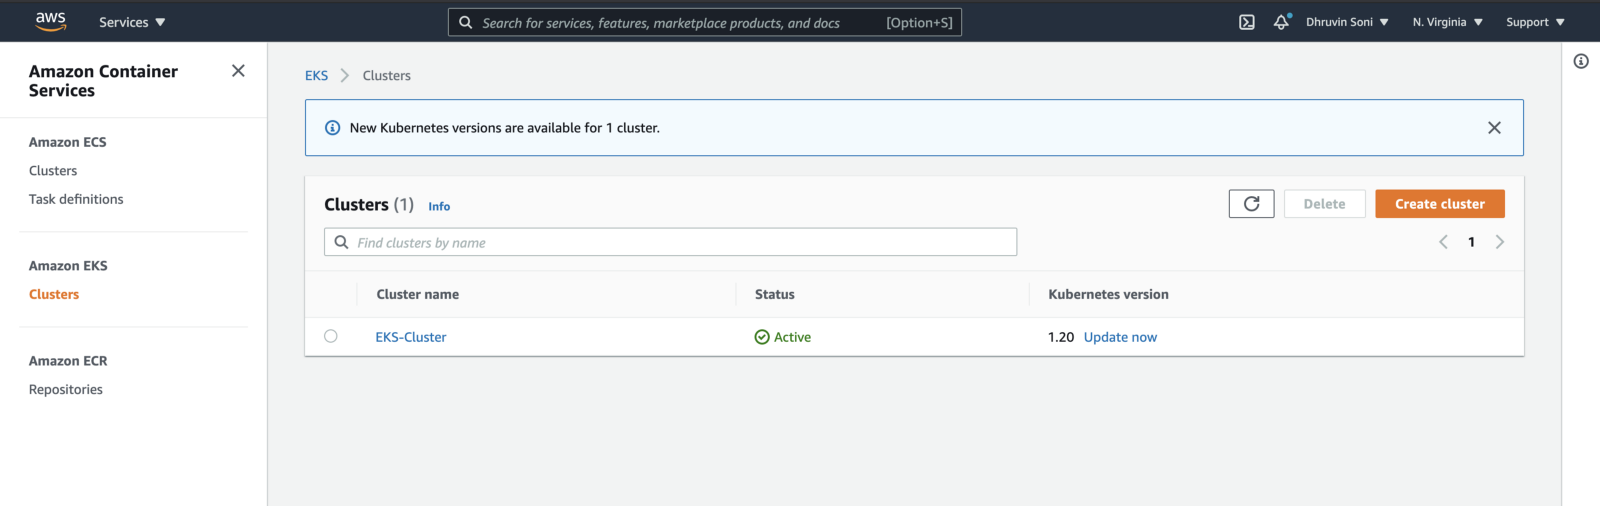 aws Services Search for services, features, marketplace products, and docs [Option+S] Dhruvin Soni N. Virginia Support
Amazon Container
Services
Amazon ECS
Clusters
Task definitions
Amazon EKS
Clusters
Amazon ECR
Repositories
EKS Clusters
New Kubernetes versions are available for 1 cluster.
Clusters (1) Info Delete Create cluster
Find clusters by name 1
Cluster name Status Kubernetes version
EKS-Cluster Active 1.20 Update now